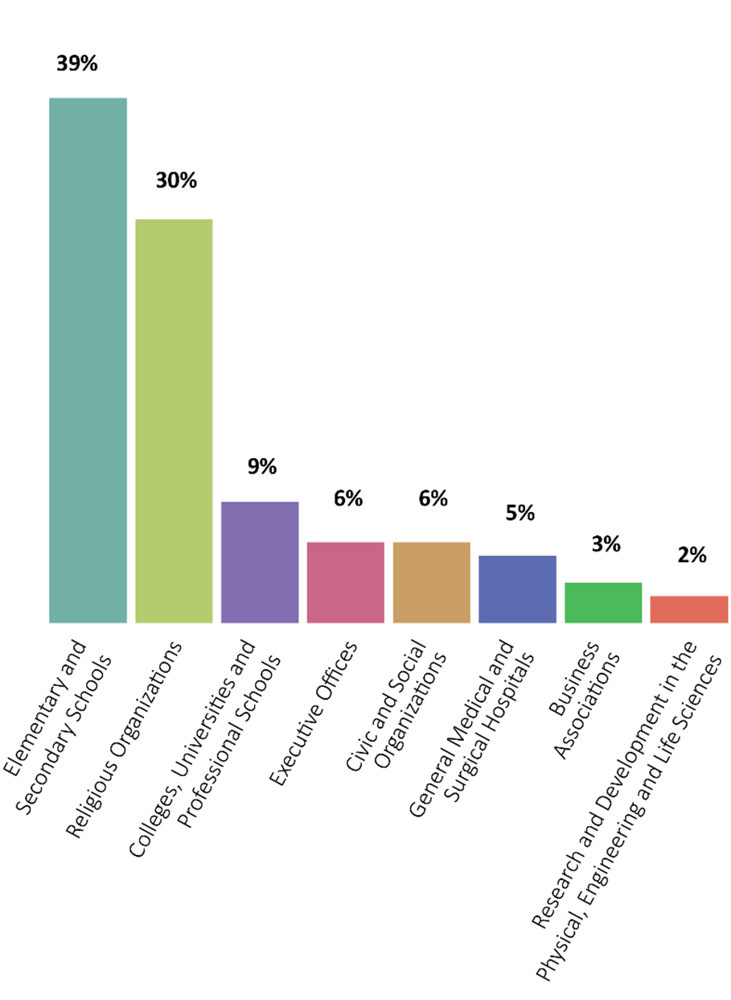 39%
30%
9%
6%
6%
5%
3%
2%
Elementary and
Secondary Schools
Religious Organizations
Colleges, Universities and
Professional Schools
Executive Offices
Civic and Social
Organizations
General Medical and
Surgical Hospitals
Business
Associations
Research and Development in the
Physical, Engineering and Life Sciences